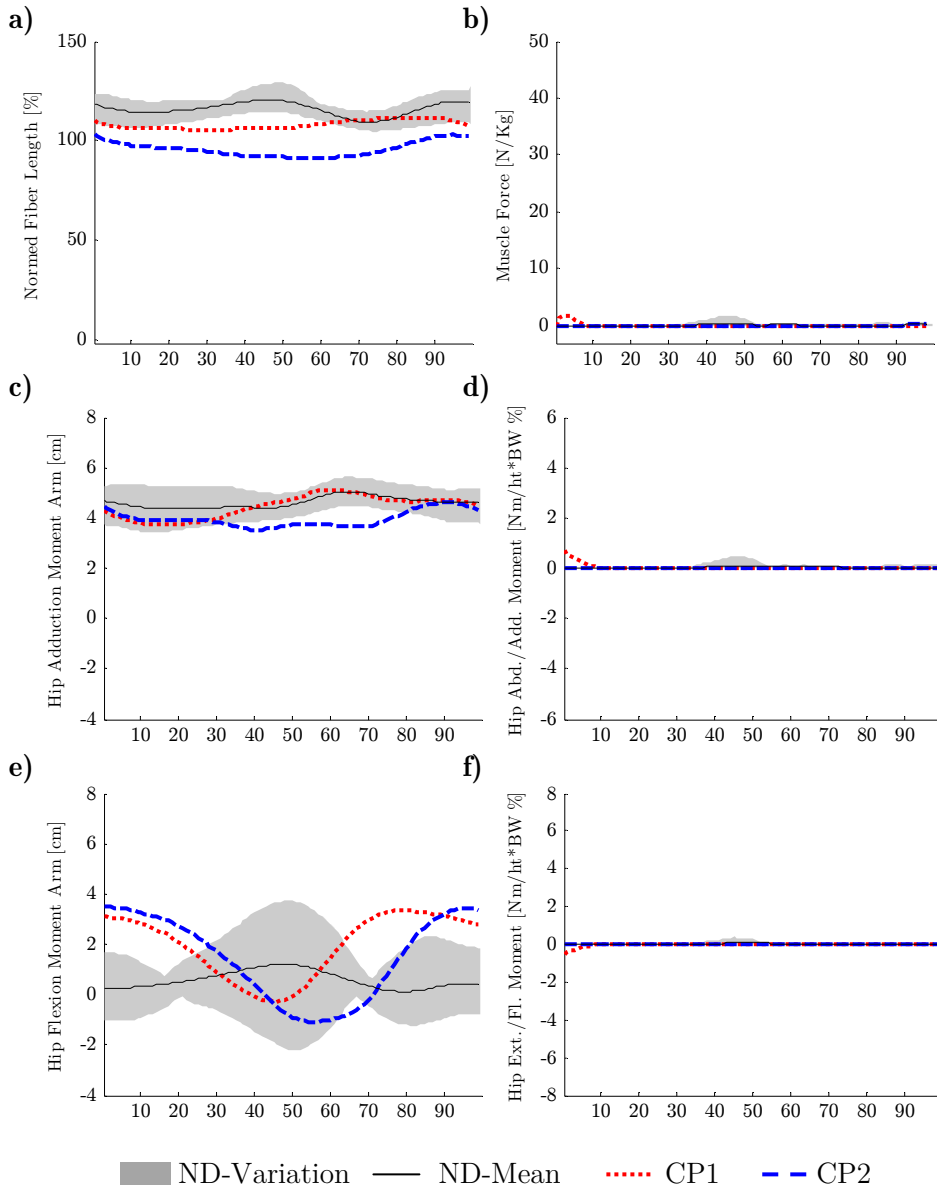 a)
b)
150
100
50
0
Normed Fiber Length [%]
10 20 30 40 50 60 70 80 90
50
40
30
20
10
0
Muscle Force [N/Kg]
10 20 30 40 50 60 70 80 90
c)
d)
8
6
4
2
0
-2
-4
Hip Adduction Moment Arm [cm]
10 20 30 40 50 60 70 80 90
6
4
2
0
-2
-4
-6
Hip Abd./Add. Moment [Nm/ht*BW %]
10 20 30 40 50 60 70 80 90
e)
f)
8
6
4
2
0
-2
-4
Hip Flexion Moment Arm [cm]
10 20 30 40 50 60 70 80 90
8
6
4
2
0
-2
-4
-6
-8
Hip Ext./Fl. Moment [Nm/ht*BW %]
10 20 30 40 50 60 70 80 90
ND-Variation ND-Mean CP1 CP2